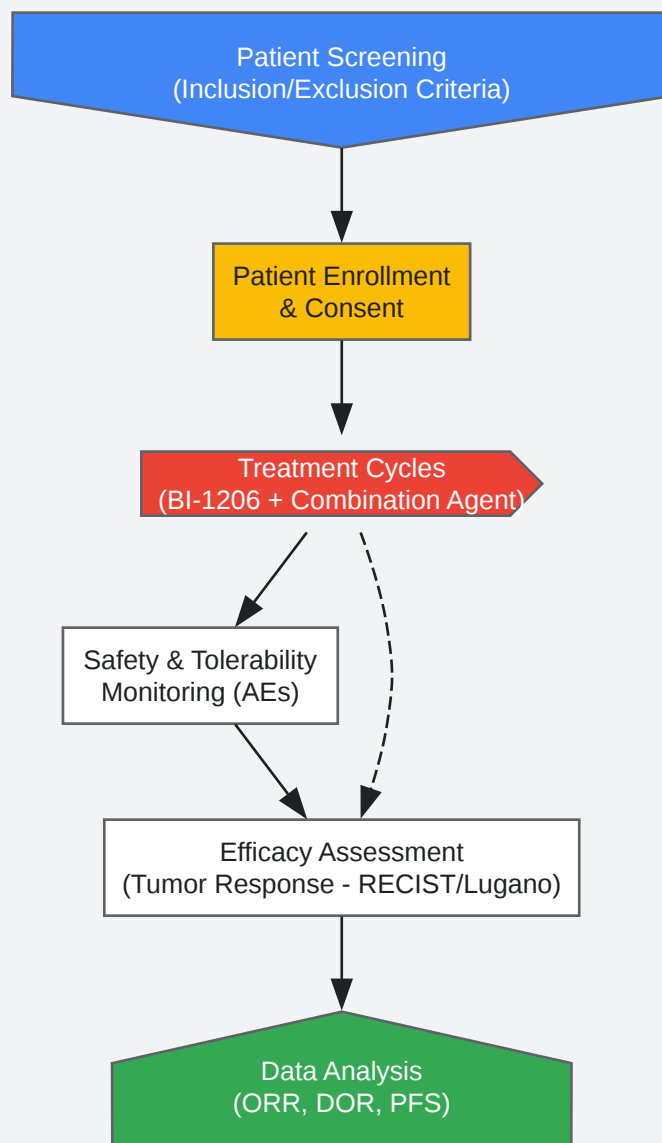 Patient Screening
(Inclusion/Exclusion Criteria)
Patient Enrollment
& Consent
Treatment Cycles
(BI-1206 + Combination Agent)
Safety & Tolerability
Monitoring (AEs)
Efficacy Assessment
(Tumor Response - RECIST/Lugano)
Data Analysis
(ORR, DOR, PFS)